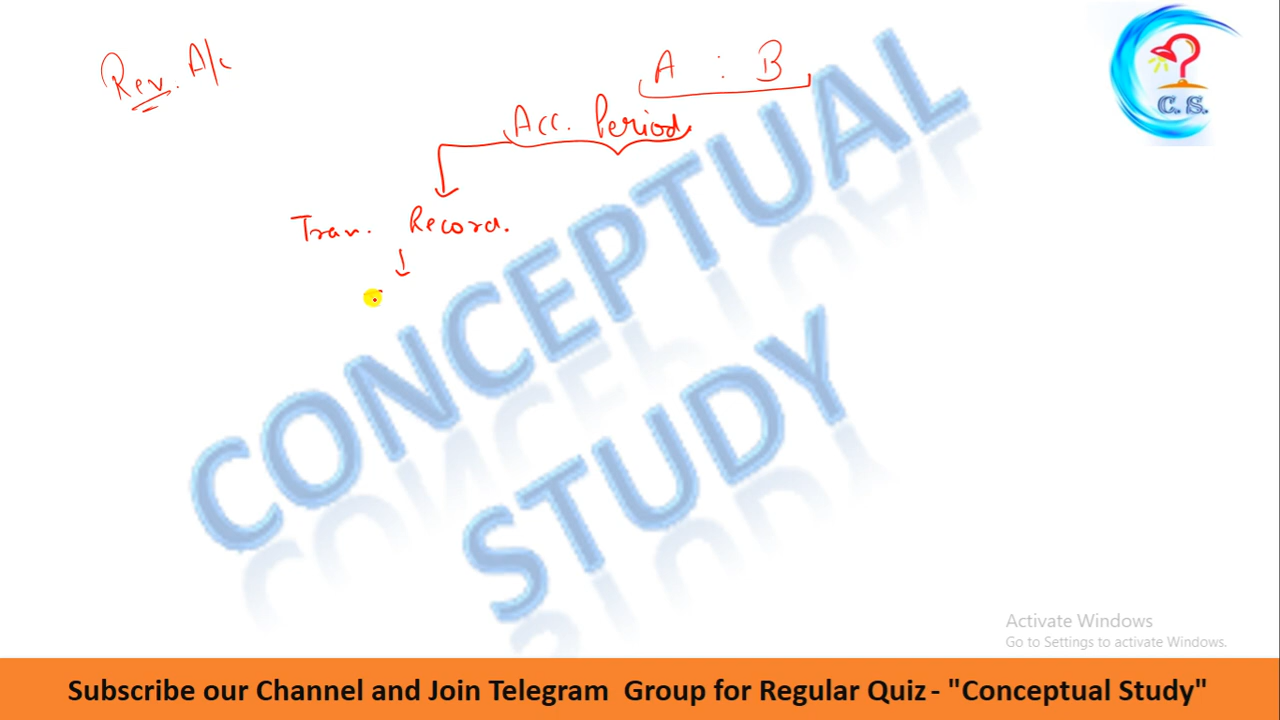 Rev. A/c
A : B
Acc. Period
Tran. Record.
C. S.
CONCEPTUAL
STUDY
Activate Windows
Go to Settings to activate Windows.
Subscribe our Channel and Join Telegram Group for Regular Quiz - "Conceptual Study"